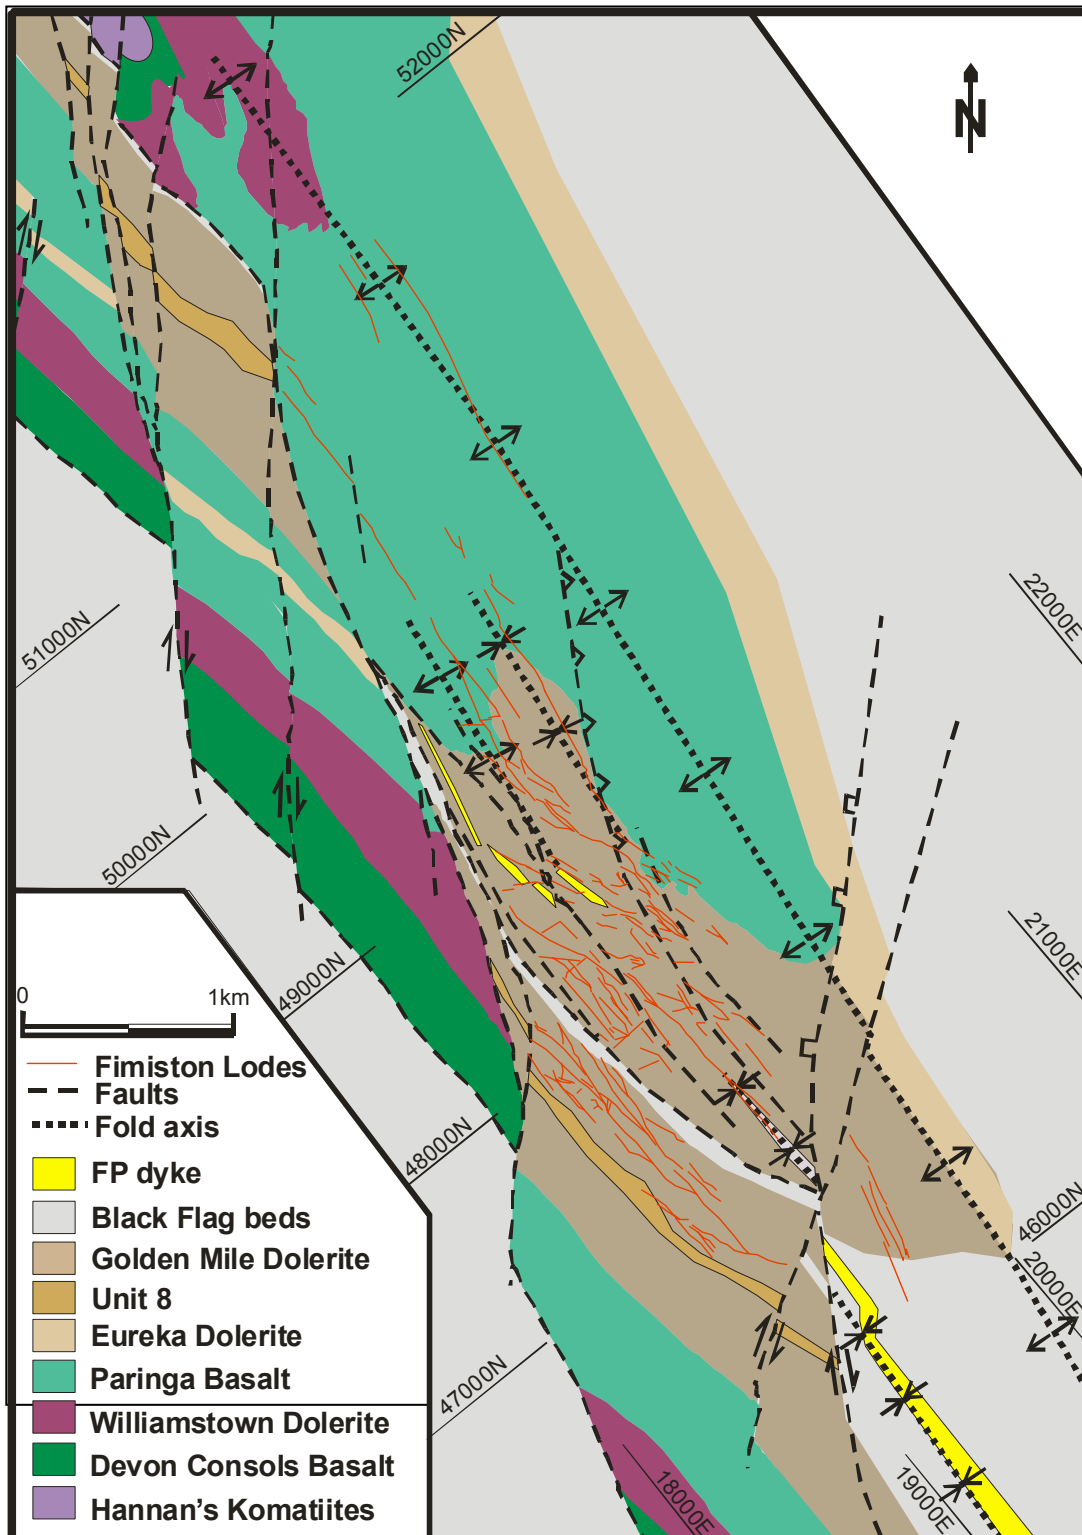 52000N
N
22000E
51000N
50000N
21000E
49000N
0 1km
Fimiston Lodes
Faults
Fold axis
48000N
FP dyke
Black Flag beds
46000N
Golden Mile Dolerite
20000E
Unit 8
Eureka Dolerite
Paringa Basalt
47000N
Williamstown Dolerite
Devon Consols Basalt
18000E
19000E
Hannan's Komatiites